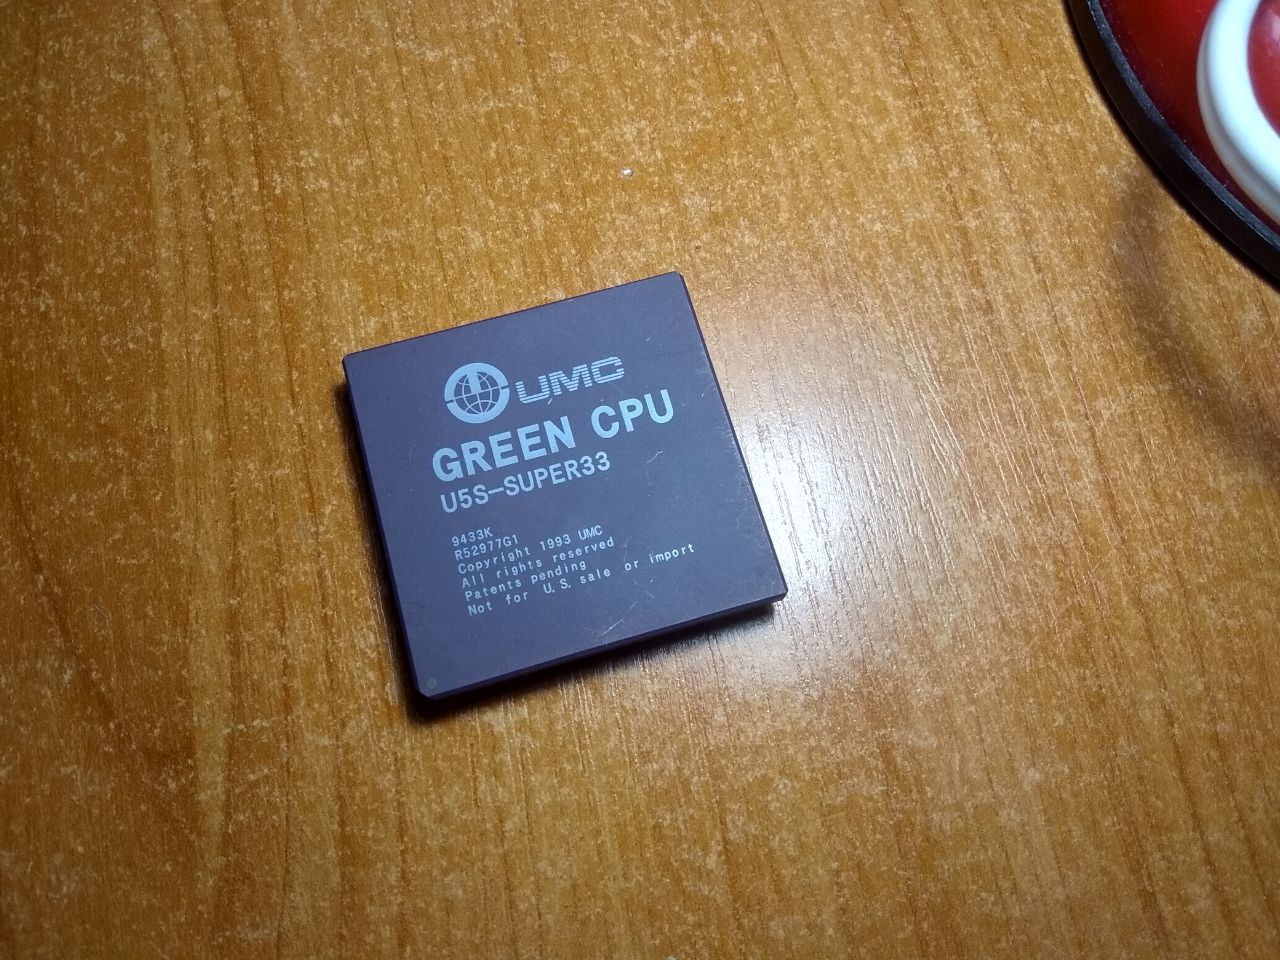 UMC
GREEN CPU
U5S-SUPER33
9433K
R52977G1
Copyright 1993 UMC
All rights reserved
Patents pending
Not for U.S. sale or import